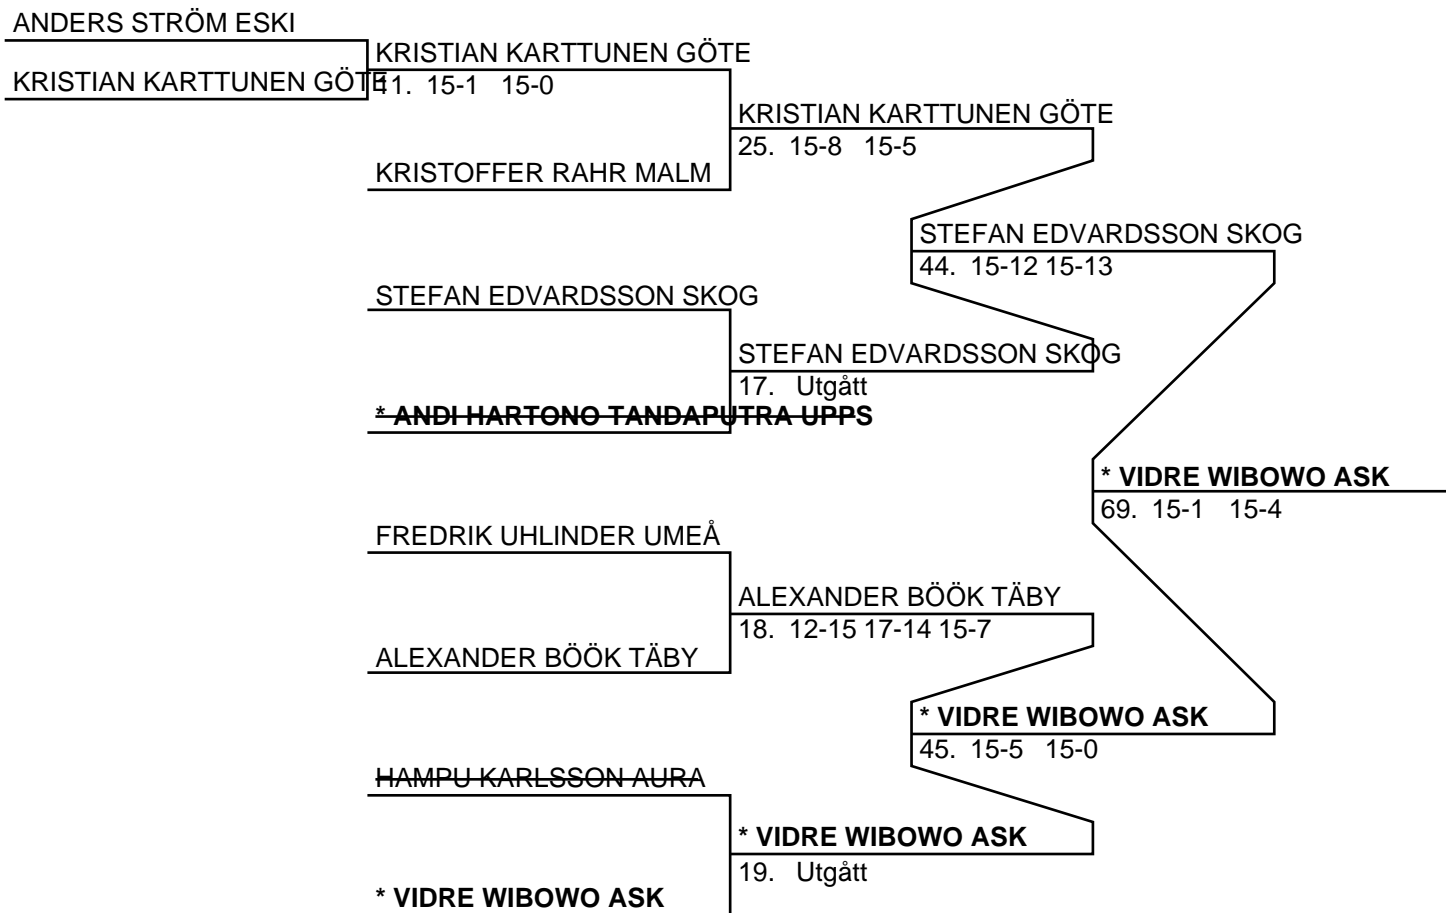 ANDERS STRÖM ESKI
KRISTIAN KARTTUNEN GÖTE
KRISTIAN KARTTUNEN GÖTE
11. 15-1 15-0
KRISTIAN KARTTUNEN GÖTE
25. 15-8 15-5
KRISTOFFER RAHR MALM
STEFAN EDVARDSSON SKOG
44. 15-12 15-13
STEFAN EDVARDSSON SKOG
STEFAN EDVARDSSON SKOG
17. Utgått
* ANDI HARTONO TANDAPUTRA UPPS
* VIDRE WIBOWO ASK
69. 15-1 15-4
FREDRIK UHLINDER UMEÅ
ALEXANDER BÖÖK TÄBY
18. 12-15 17-14 15-7
ALEXANDER BÖÖK TÄBY
* VIDRE WIBOWO ASK
45. 15-5 15-0
HAMPU KARLSSON AURA
* VIDRE WIBOWO ASK
19. Utgått
* VIDRE WIBOWO ASK